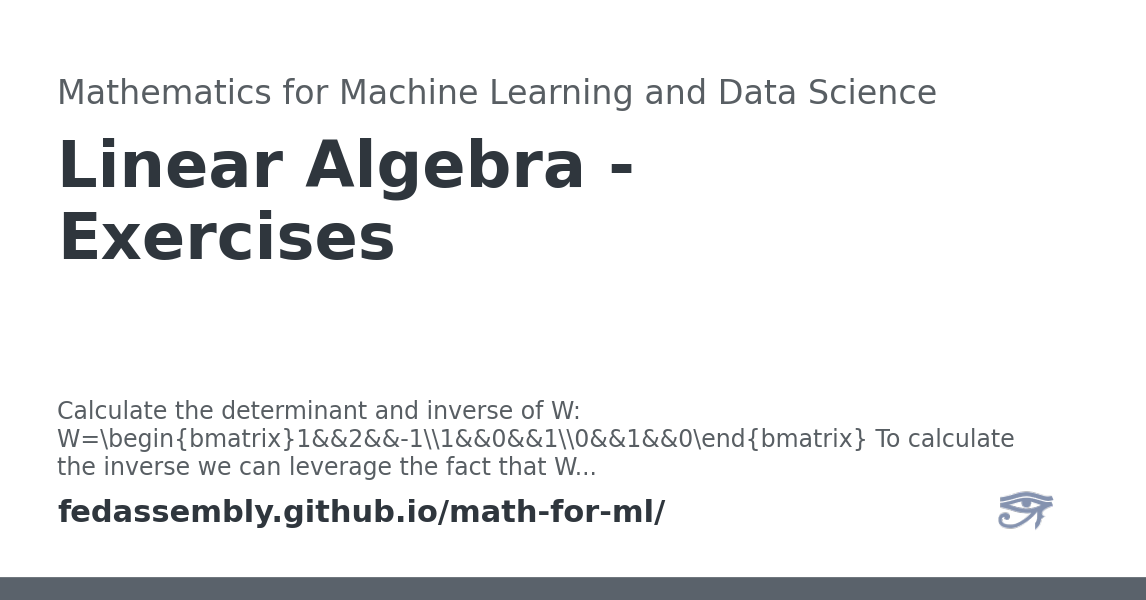 Mathematics for Machine Learning and Data Science
Linear Algebra -
Exercises
Calculate the determinant and inverse of W:
W=\begin{bmatrix}1&&2&&-1\\1&&0&&1\\0&&1&&0\end{bmatrix} To calculate
the inverse we can leverage the fact that W...
fedassembly.github.io/math-for-ml/